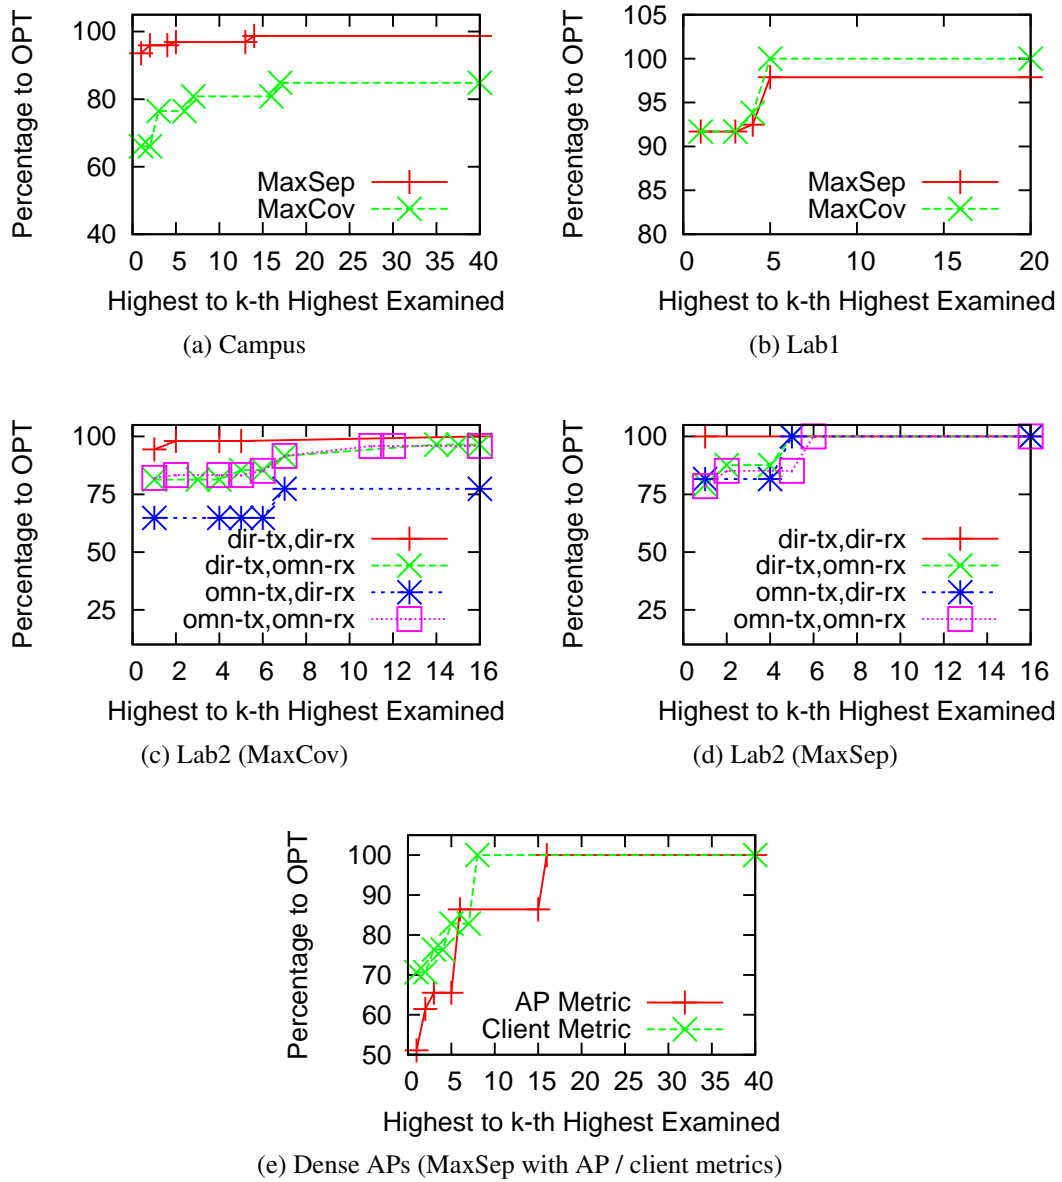 Percentage to OPT
100
80
60
40
MaxSep
MaxCov
0 5 10 15 20 25 30 35 40
Highest to k-th Highest Examined
(a) Campus
Percentage to OPT
105
100
95
90
85
80
MaxSep
MaxCov
0 5 10 15 20
Highest to k-th Highest Examined
(b) Lab1
Percentage to OPT
100
75
50
25
dir-tx,dir-rx
dir-tx,omn-rx
omn-tx,dir-rx
omn-tx,omn-rx
0 2 4 6 8 10 12 14 16
Highest to k-th Highest Examined
(c) Lab2 (MaxCov)
Percentage to OPT
100
75
50
25
dir-tx,dir-rx
dir-tx,omn-rx
omn-tx,dir-rx
omn-tx,omn-rx
0 2 4 6 8 10 12 14 16
Highest to k-th Highest Examined
(d) Lab2 (MaxSep)
Percentage to OPT
100
90
80
70
60
50
AP Metric
Client Metric
0 5 10 15 20 25 30 35 40
Highest to k-th Highest Examined
(e) Dense APs (MaxSep with AP / client metrics)